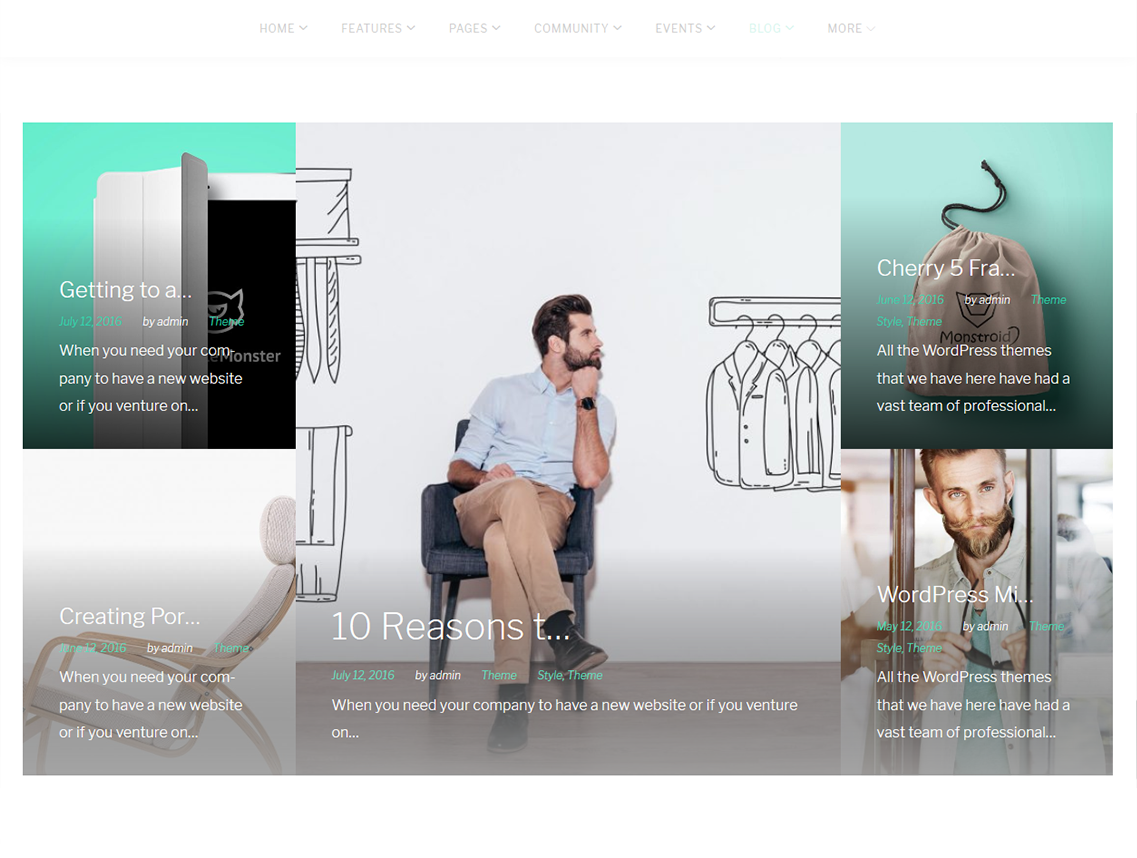 HOME FEATURES PAGES COMMUNITY EVENTS BLOG MORE
Getting to a...
July 12, 2016 by admin Theme
When you need your com-
pany to have a new website
or if you venture on...
eMonster
Creating Por...
June 12, 2016 by admin Theme
When you need your com-
pany to have a new website
or if you venture on...
10 Reasons t...
July 12, 2016 by admin Theme Style, Theme
When you need your company to have a new website or if you venture
on...
Cherry 5 Fra...
June 12, 2016 by admin Theme
Style, Theme
Monstroid
All the WordPress themes
that we have here have had a
vast team of professional...
WordPress Mi...
May 12, 2016 by admin Theme
Style, Theme
All the WordPress themes
that we have here have had a
vast team of professional...